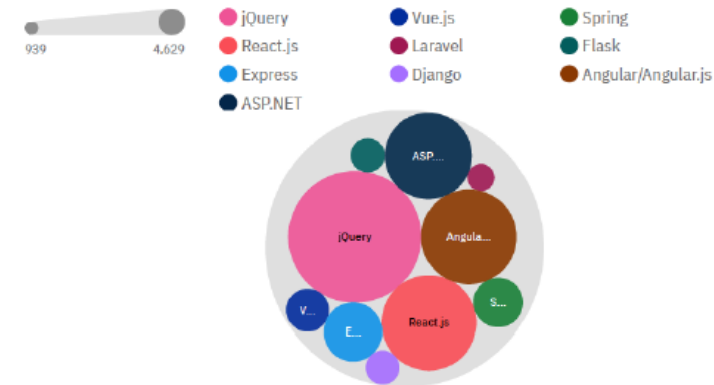 939
4,629
jQuery
Vue.js
Spring
React.js
Laravel
Flask
Express
Django
Angular/Angular.js
ASP.NET
ASP....
jQuery
Angula...
V...
E...
React.js
S...